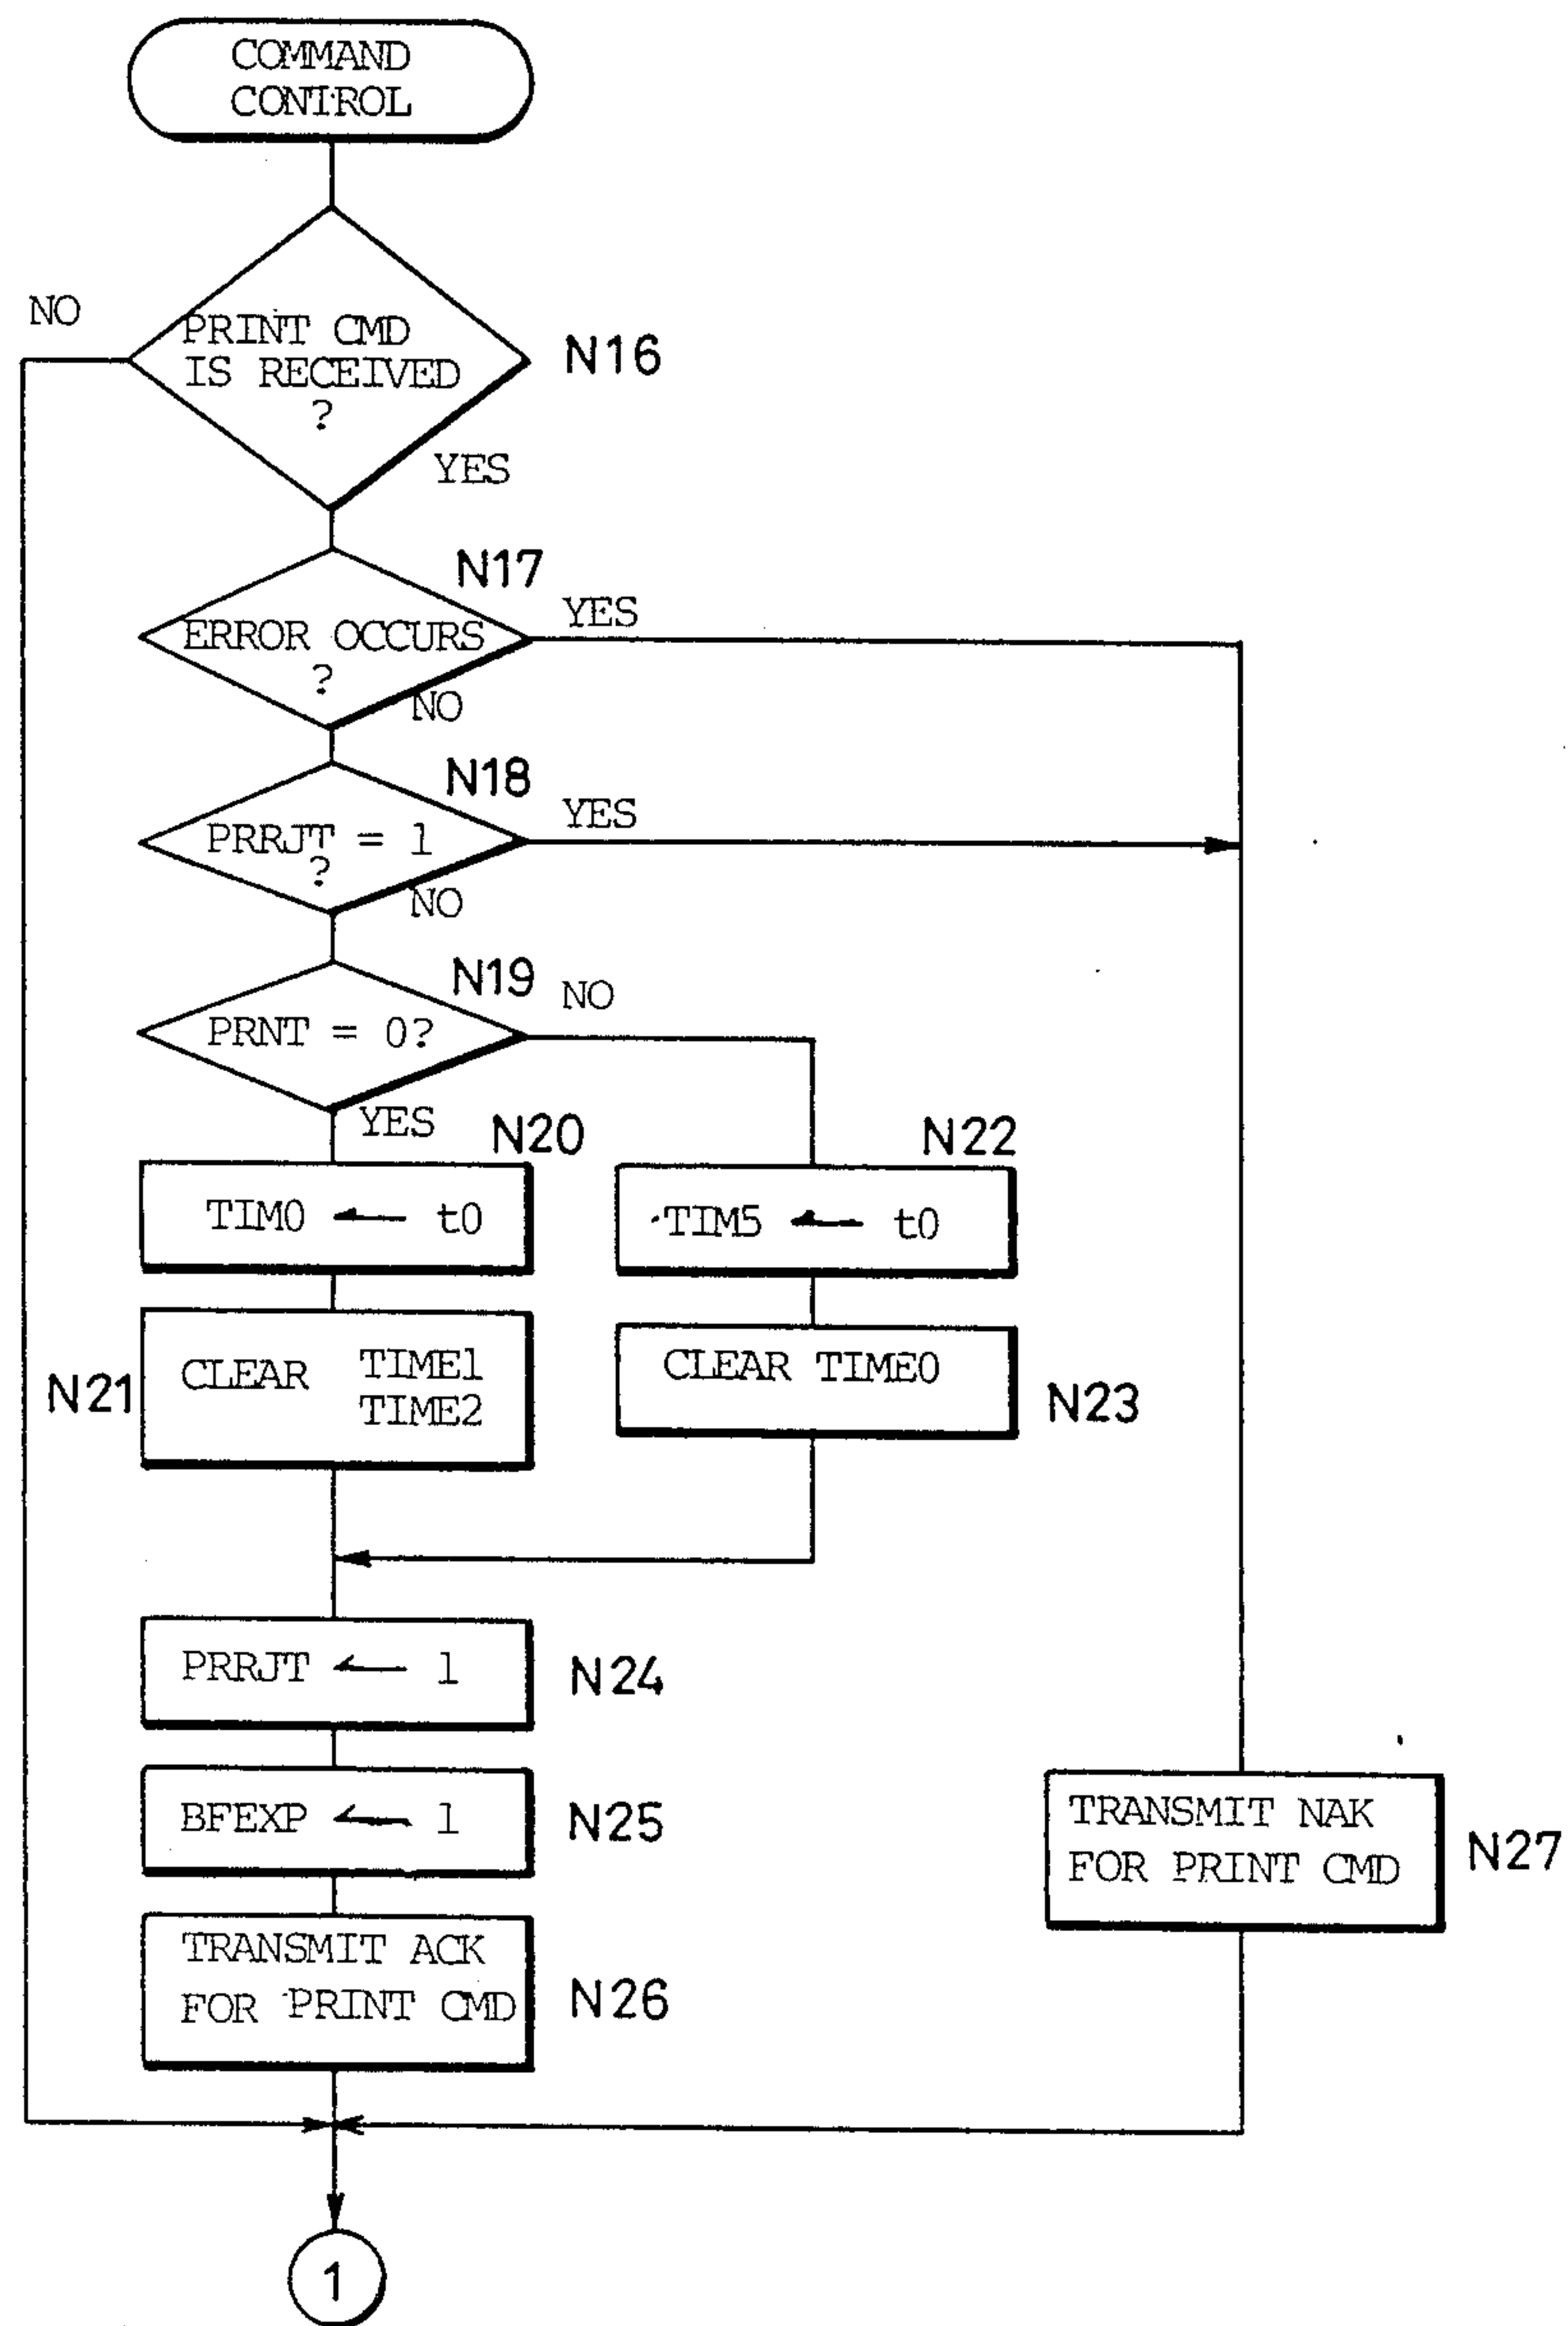 COMMAND
CONTROL
NO
PRINT CMD
IS RECEIVED
?
N16
YES
N17
ERROR OCCURS
?
YES
NO
N18
PRRJT = 1
?
YES
NO
N19
PRNT = 0?
NO
YES
N20
TIM0 ← t0
N22
TIM5 ← t0
N21
CLEAR TIME1
TIME2
CLEAR TIME0
N23
PRRJT ← 1
N24
BFEXP ← 1
N25
TRANSMIT ACK
FOR PRINT CMD
N26
TRANSMIT NAK
FOR PRINT CMD
N27
1